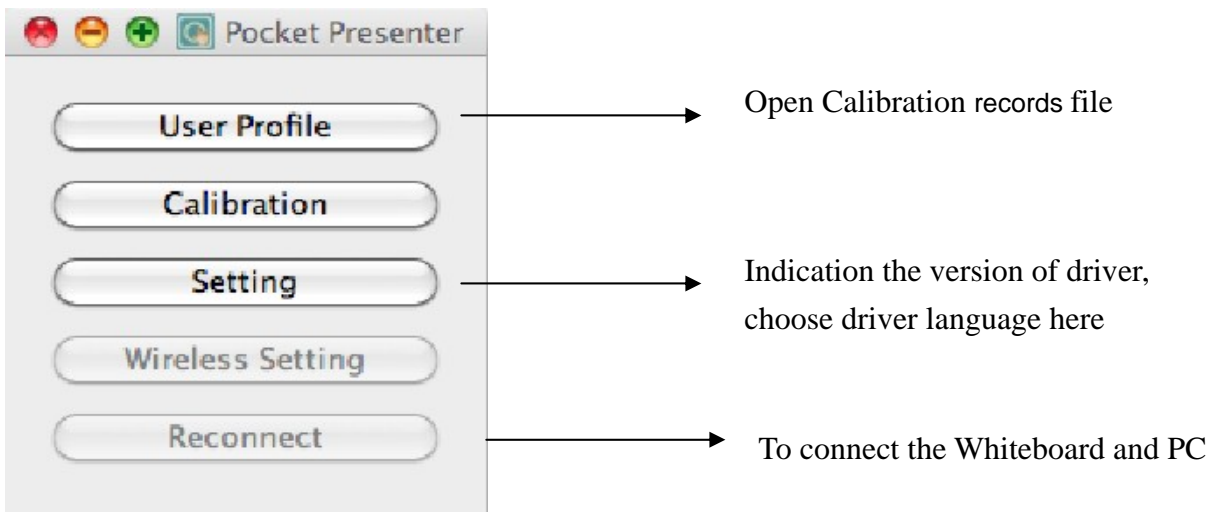 Pocket Presenter
User Profile
Open Calibration records file
Calibration
Setting
Indication the version of driver,
choose driver language here
Wireless Setting
Reconnect
To connect the Whiteboard and PC